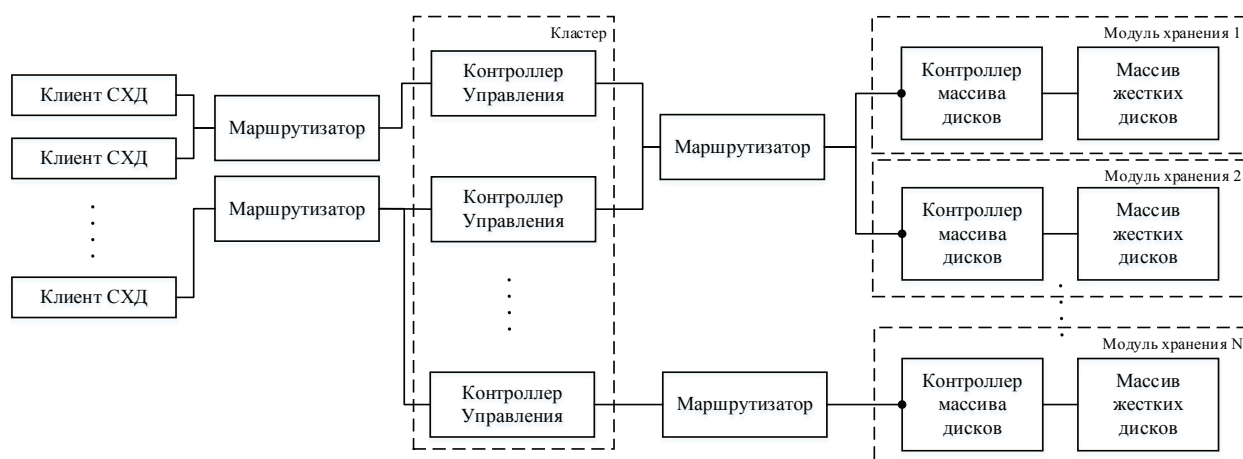 Кластер
Модуль хранения 1
Клиент СХД
Клиент СХД
Клиент СХД
Маршрутизатор
Маршрутизатор
Контроллер
Управления
Контроллер
Управления
Контроллер
Управления
Маршрутизатор
Маршрутизатор
Контроллер
массива
дисков
Массив
жестких
дисков
Модуль хранения 2
Контроллер
массива
дисков
Массив
жестких
дисков
Модуль хранения N
Контроллер
массива
дисков
Массив
жестких
дисков